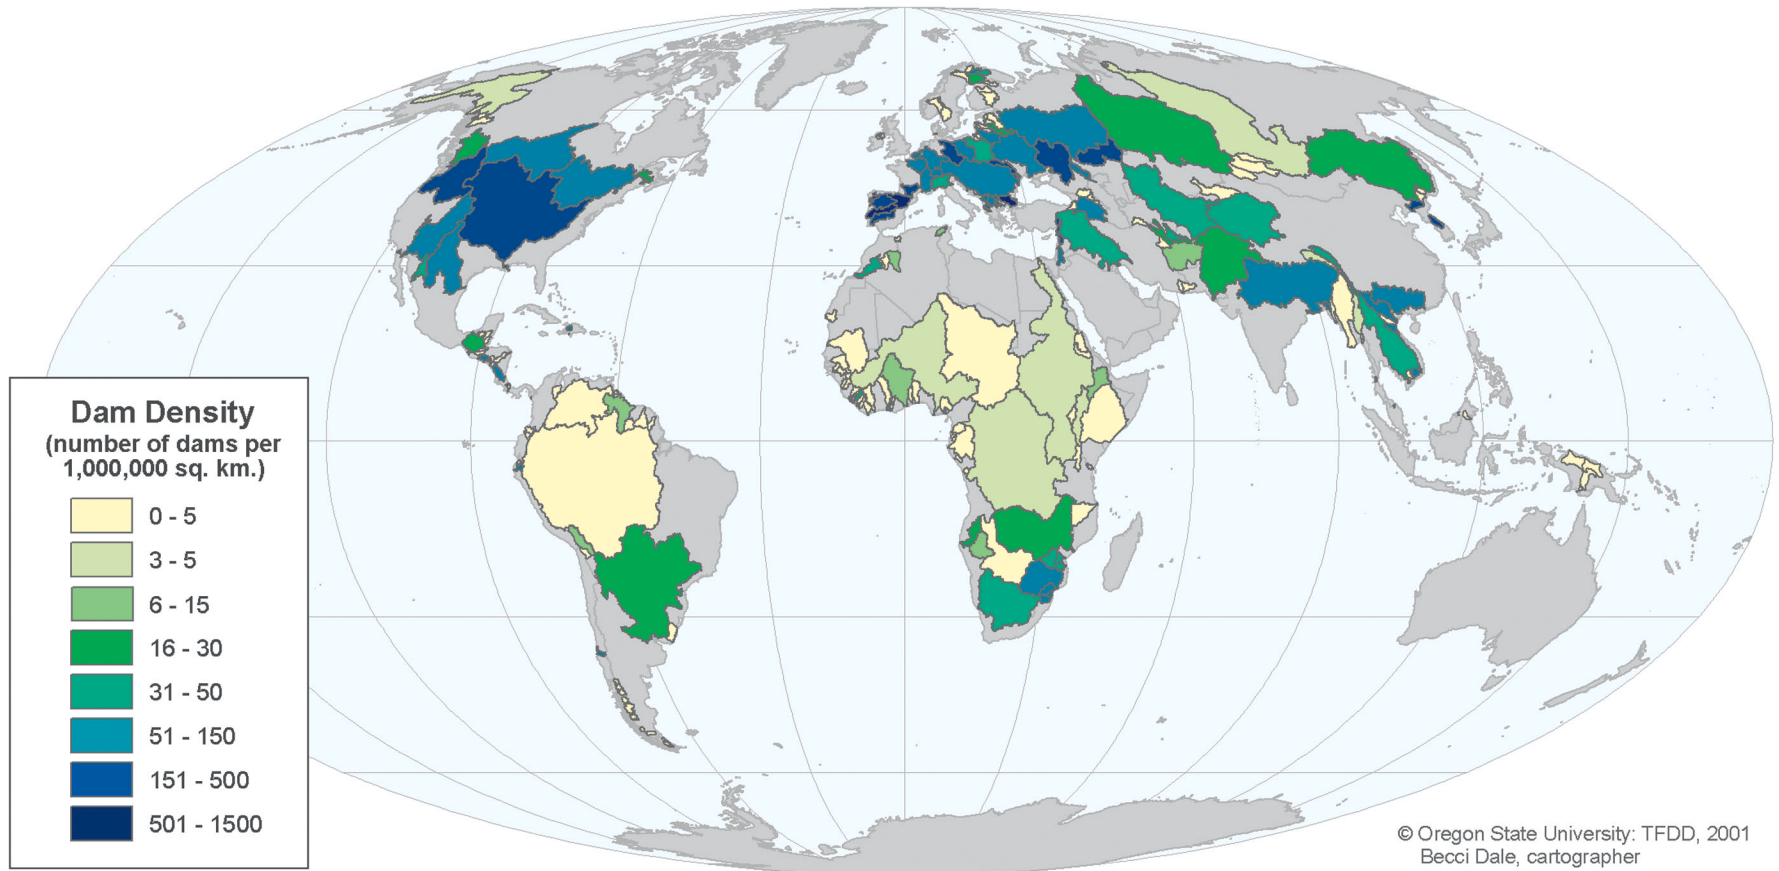 Dam Density
(number of dams per
1,000,000 sq. km.)
0 - 5
3 - 5
6 - 15
16 - 30
31 - 50
51 - 150
151 - 500
501 - 1500
© Oregon State University: TFDD, 2001
Becci Dale, cartographer